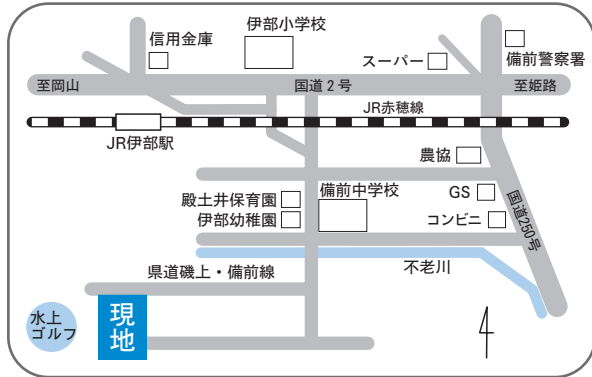 伊部小学校
信用金庫
スーパー
備前警察署
至岡山
国道2号
至姫路
JR赤穂線
JR伊部駅
農協
殿土井保育園
伊部幼稚園
備前中学校
GS
コンビニ
国道250号
県道磯上・備前線
不老川
水上
ゴルフ
現地